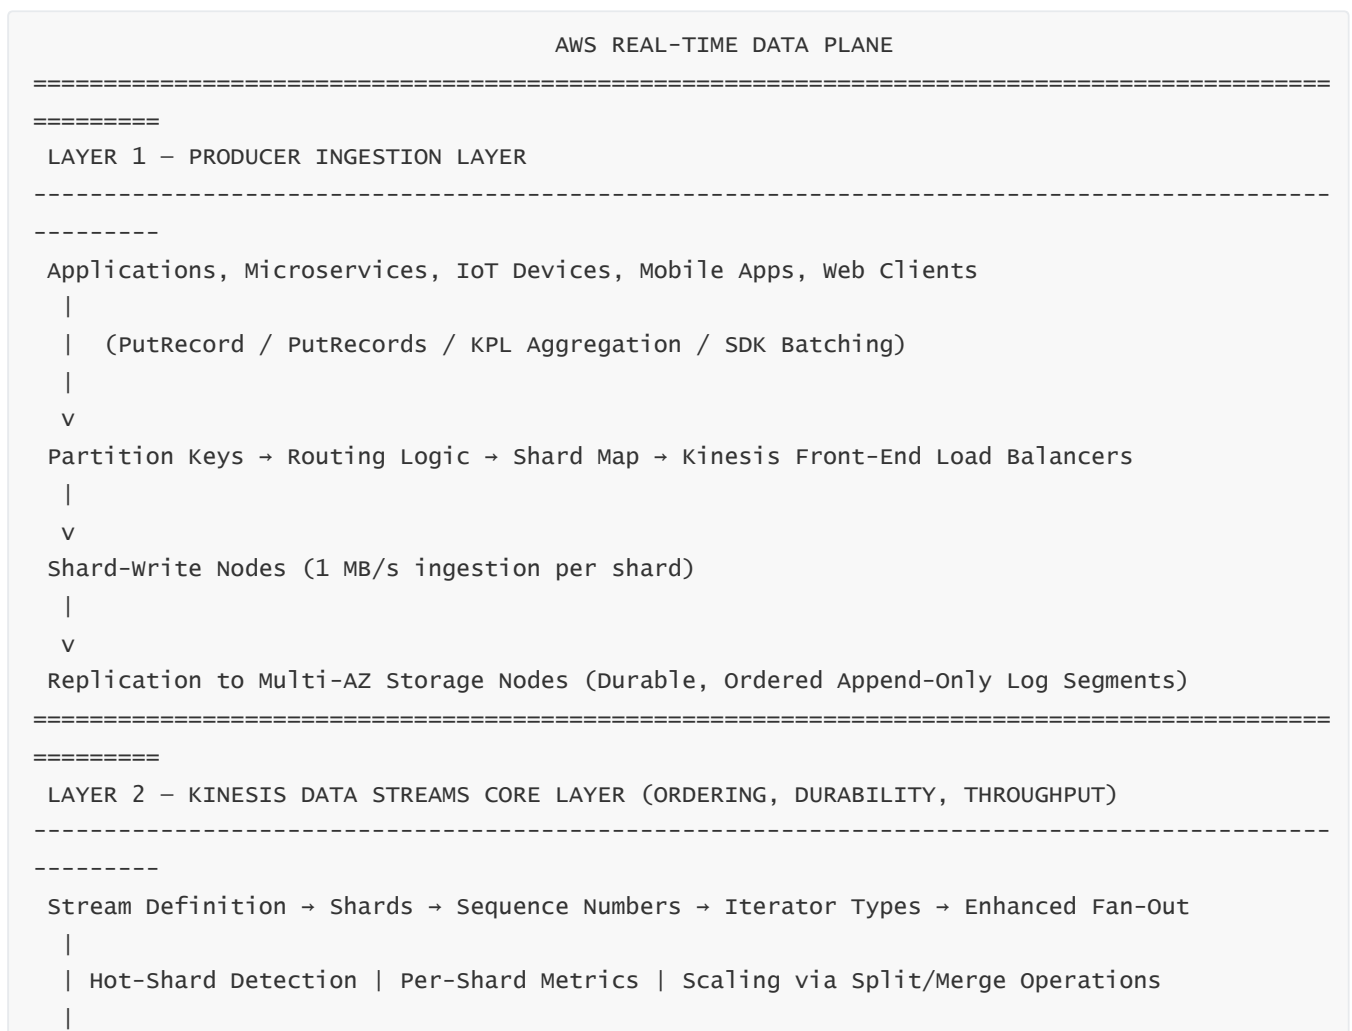 AWS REAL-TIME DATA PLANE
============================================================================================
=========
LAYER 1 – PRODUCER INGESTION LAYER
--------------------------------------------------------------------------------------------
---------
Applications, Microservices, IoT Devices, Mobile Apps, Web Clients
|
|   (PutRecord / PutRecords / KPL Aggregation / SDK Batching)
|
v
Partition Keys → Routing Logic → Shard Map → Kinesis Front-End Load Balancers
|
v
Shard-Write Nodes (1 MB/s ingestion per shard)
|
v
Replication to Multi-AZ Storage Nodes (Durable, Ordered Append-Only Log Segments)
============================================================================================
=========
LAYER 2 – KINESIS DATA STREAMS CORE LAYER (ORDERING, DURABILITY, THROUGHPUT)
--------------------------------------------------------------------------------------------
---------
Stream Definition → Shards → Sequence Numbers → Iterator Types → Enhanced Fan-Out
|
| Hot-Shard Detection | Per-Shard Metrics | Scaling via Split/Merge Operations
|